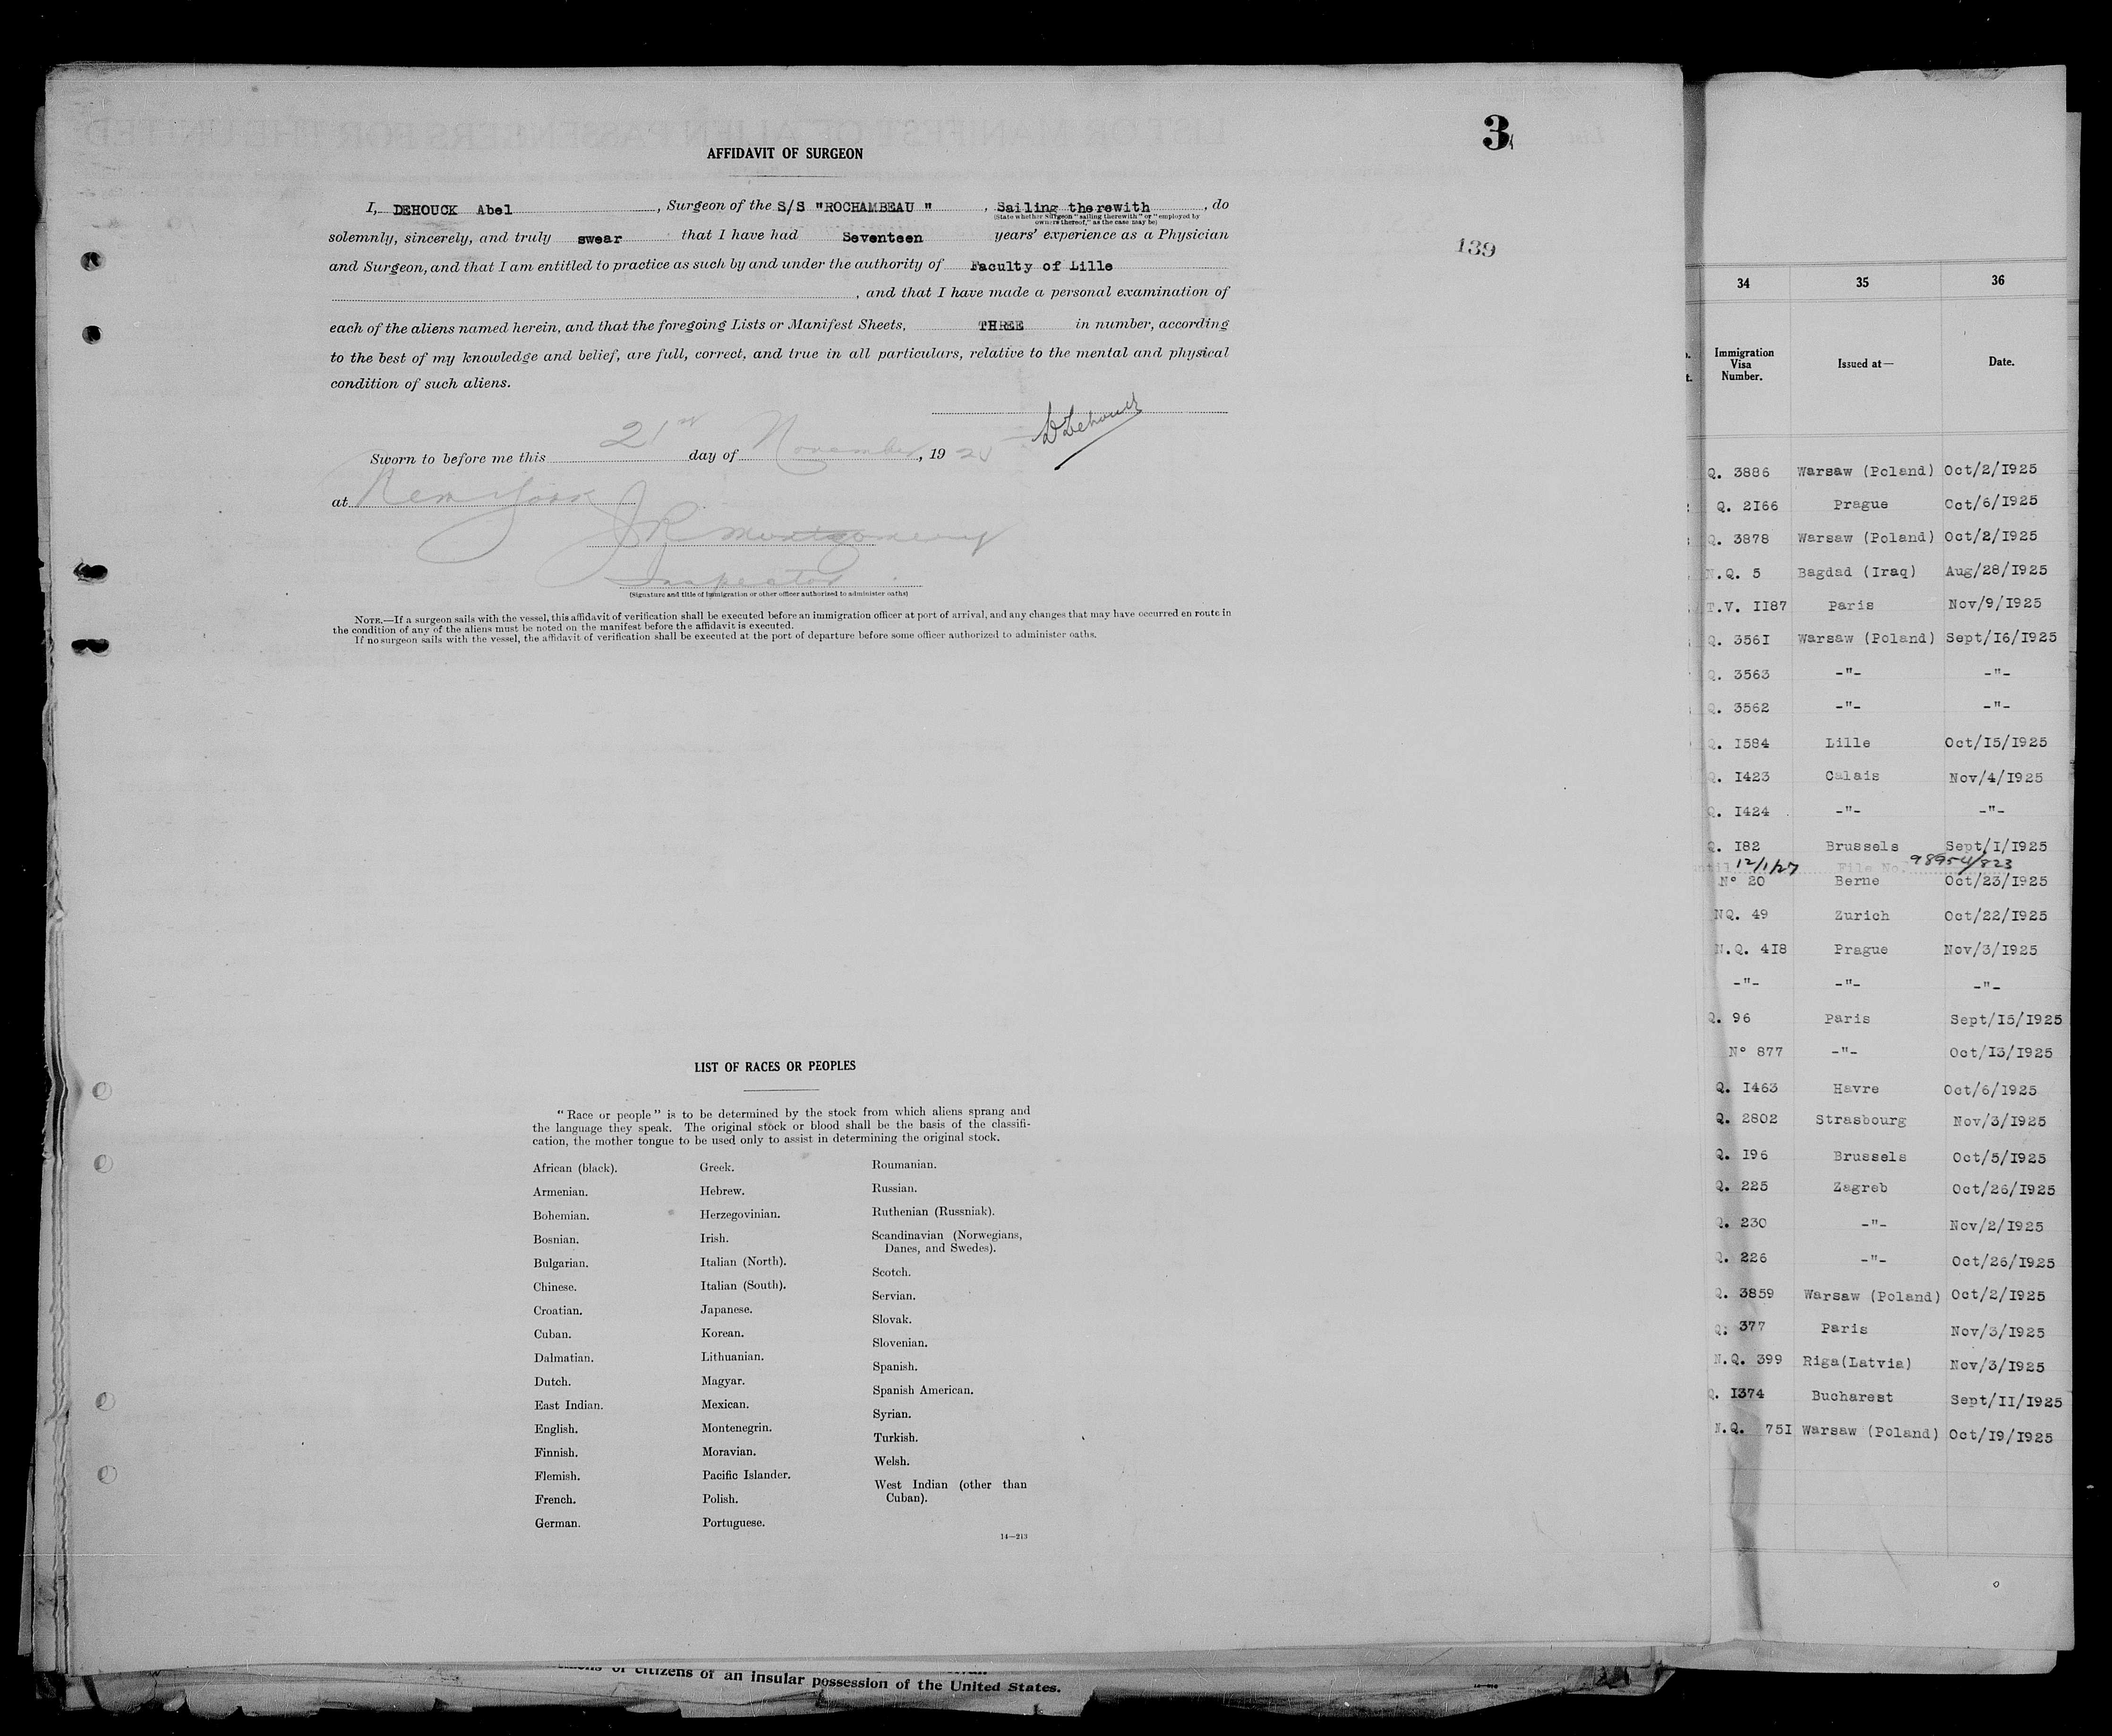 3
AFFIDAVIT OF SURGEON
I, DEHOUCK Abel, Surgeon of the S/S "ROCHAMBEAU ", Sailing therewith, do
(State whether surgeon "sailing therewith" or "employed by
owners thereof," as the case may be)
solemnly, sincerely, and truly swear that I have had Seventeen years' experience as a Physician
139
and Surgeon, and that I am entitled to practice as such by and under the authority of Faculty of Lille
, and that I have made a personal examination of
each of the aliens named herein, and that the foregoing Lists or Manifest Sheets, THREE in number, according
to the best of my knowledge and belief, are full, correct, and true in all particulars, relative to the mental and physical
condition of such aliens.
Sworn to before me this 21st day of November, 19
at New York
J R Montgomery
Inspector
(Signature and title of immigration or other officer authorized to administer oaths)
NOTE.—If a surgeon sails with the vessel, this affidavit of verification shall be executed before an immigration officer at port of arrival, and any changes that may have occurred en route in
the condition of any of the aliens must be noted on the manifest before the affidavit is executed.
If no surgeon sails with the vessel, the affidavit of verification shall be executed at the port of departure before some officer authorized to administer oaths.
LIST OF RACES OR PEOPLES
"Race or people" is to be determined by the stock from which aliens sprang and
the language they speak. The original stock or blood shall be the basis of the classifi-
cation, the mother tongue to be used only to assist in determining the original stock.
African (black).
Armenian.
Bohemian.
Bosnian.
Bulgarian.
Chinese.
Croatian.
Cuban.
Dalmatian.
Dutch.
East Indian.
English.
Finnish.
Flemish.
French.
German.
Greek.
Hebrew.
Herzegovinian.
Irish.
Italian (North).
Italian (South).
Japanese.
Korean.
Lithuanian.
Magyar.
Mexican.
Montenegrin.
Moravian.
Pacific Islander.
Polish.
Portuguese.
Roumanian.
Russian.
Ruthenian (Russniak).
Scandinavian (Norwegians,
Danes, and Swedes).
Scotch.
Servian.
Slovak.
Slovenian.
Spanish.
Spanish American.
Syrian.
Turkish.
Welsh.
West Indian (other than
Cuban).
14—213
of citizens of an insular possession of the United States.
34 35 36
Immigration Visa Number. Issued at— Date.
Q. 3886 Warsaw (Poland) Oct/2/1925
Q. 2166 Prague Oct/6/1925
Q. 3878 Warsaw (Poland) Oct/2/1925
N.Q. 5 Bagdad (Iraq) Aug/28/1925
T.V. 1187 Paris Nov/9/1925
Q. 3561 Warsaw (Poland) Sept/16/1925
Q. 3563 -"- -"-
Q. 3562 -"- -"-
Q. 1584 Lille Oct/15/1925
Q. 1423 Calais Nov/4/1925
Q. 1424 -"- -"-
Q. 182 Brussels Sept/1/1925
12/1/27 File No. 98954/823
N° 20 Berne Oct/23/1925
NQ. 49 Zurich Oct/22/1925
N.Q. 418 Prague Nov/3/1925
-"- -"- -"-
Q. 96 Paris Sept/15/1925
N° 877 -"- Oct/13/1925
Q. 1463 Havre Oct/6/1925
Q. 2802 Strasbourg Nov/3/1925
Q. 196 Brussels Oct/5/1925
Q. 225 Zagreb Oct/26/1925
Q. 230 -"- Nov/2/1925
Q. 226 -"- Oct/26/1925
Q. 3859 Warsaw (Poland) Oct/2/1925
Q: 377 Paris Nov/3/1925
N.Q. 399 Riga(Latvia) Nov/3/1925
Q. 1374 Bucharest Sept/11/1925
N.Q. 751 Warsaw (Poland) Oct/19/1925